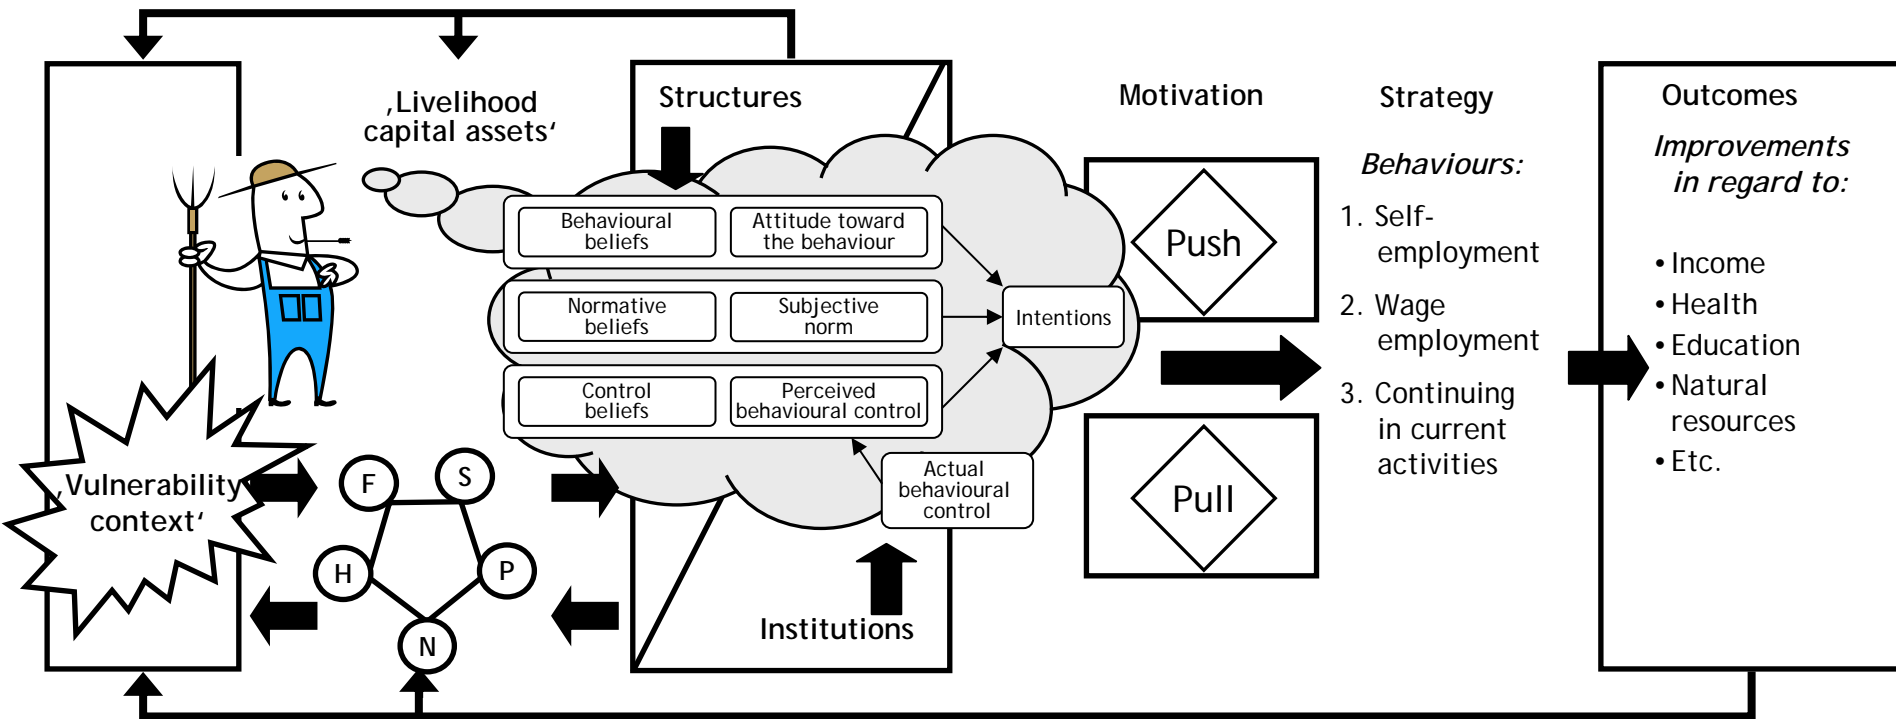 ‚Livelihood
capital assets‘
Structures
Motivation
Strategy
Outcomes
Behaviours:
Improvements
in regard to:
Behavioural
beliefs
Attitude toward
the behaviour
Normative
beliefs
Subjective
norm
Control
beliefs
Perceived
behavioural control
Intentions
Actual
behavioural
control
Push
Pull
1. Self-
employment
2. Wage
employment
3. Continuing
in current
activities
• Income
• Health
• Education
• Natural
resources
• Etc.
‚Vulnerability
context‘
F
S
H
P
N
Institutions